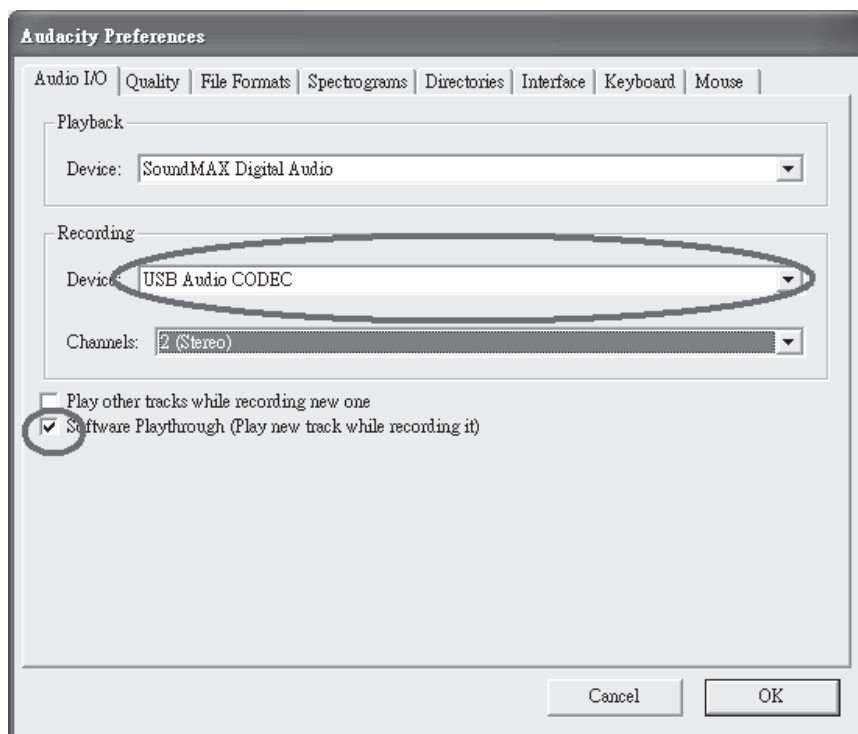 Audacity Preferences
Audio I/O Quality File Formats Spectrograms Directories Interface Keyboard Mouse
Playback
Device: SoundMAX Digital Audio
Recording
Device: USB Audio CODEC
Channels: 2 (Stereo)
Play other tracks while recording new one
Software Playthrough (Play new track while recording it)
Cancel OK